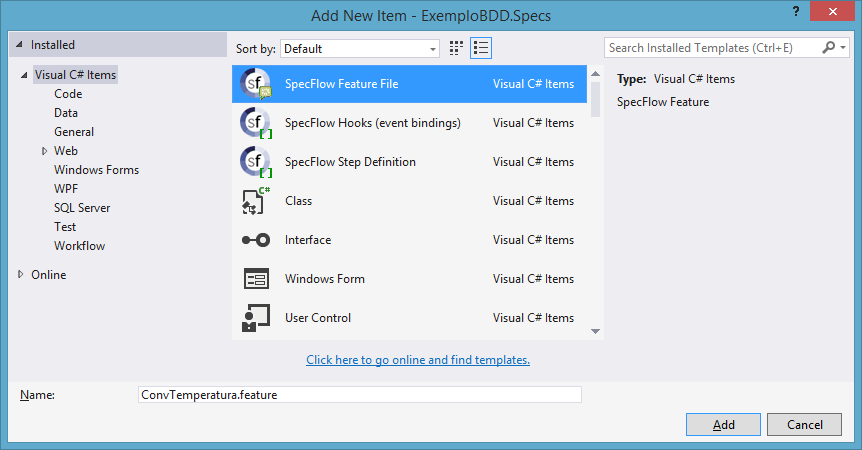 Add New Item - ExemploBDD.Specs
?
Installed
Sort by: Default
Search Installed Templates (Ctrl+E)
Visual C# Items
Code
Data
General
Web
Windows Forms
WPF
SQL Server
Test
Workflow
Online
sf SpecFlow Feature File Visual C# Items
sf [] SpecFlow Hooks (event bindings) Visual C# Items
sf [] SpecFlow Step Definition Visual C# Items
C# Class Visual C# Items
Interface Visual C# Items
Windows Form Visual C# Items
User Control Visual C# Items
Type: Visual C# Items
SpecFlow Feature
Click here to go online and find templates.
Name: ConvTemperatura.feature
Add Cancel